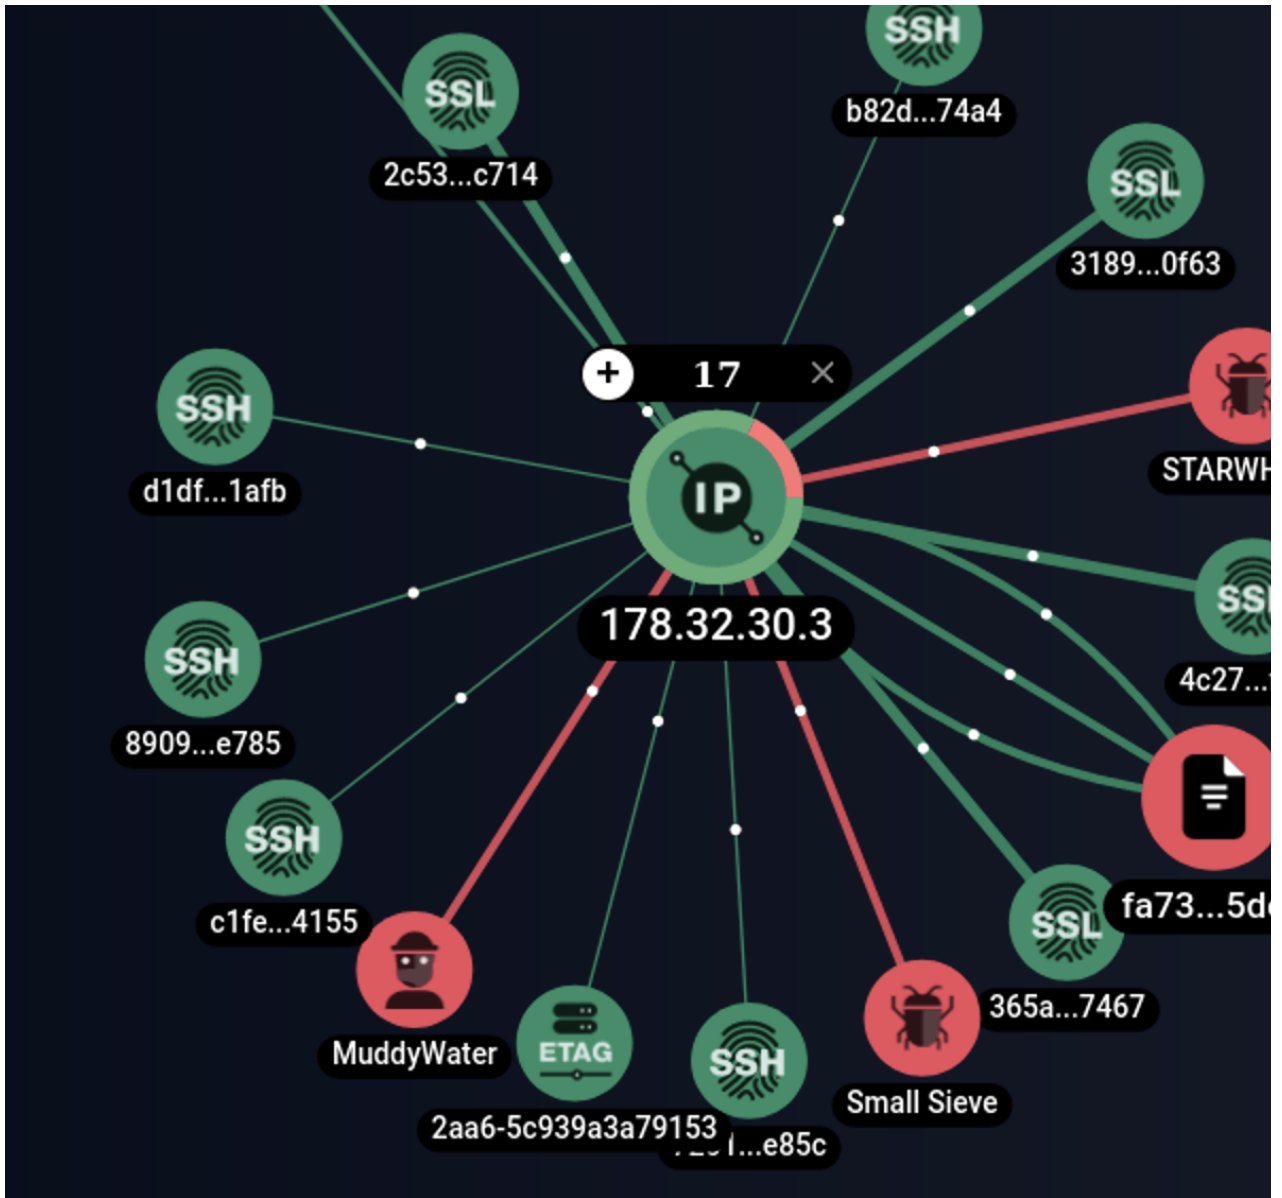 SSH
SSL
b82d...74a4
2c53...c714
SSL
3189...0f63
17
SSH
STARWH
d1df...1afb
IP
178.32.30.3
4c27...
SSH
8909...e785
SSH
fa73...5d
c1fe...4155
SSL
365a...7467
MuddyWater
ETAG
SSH
Small Sieve
2aa6-5c939a3a79153
...e85c